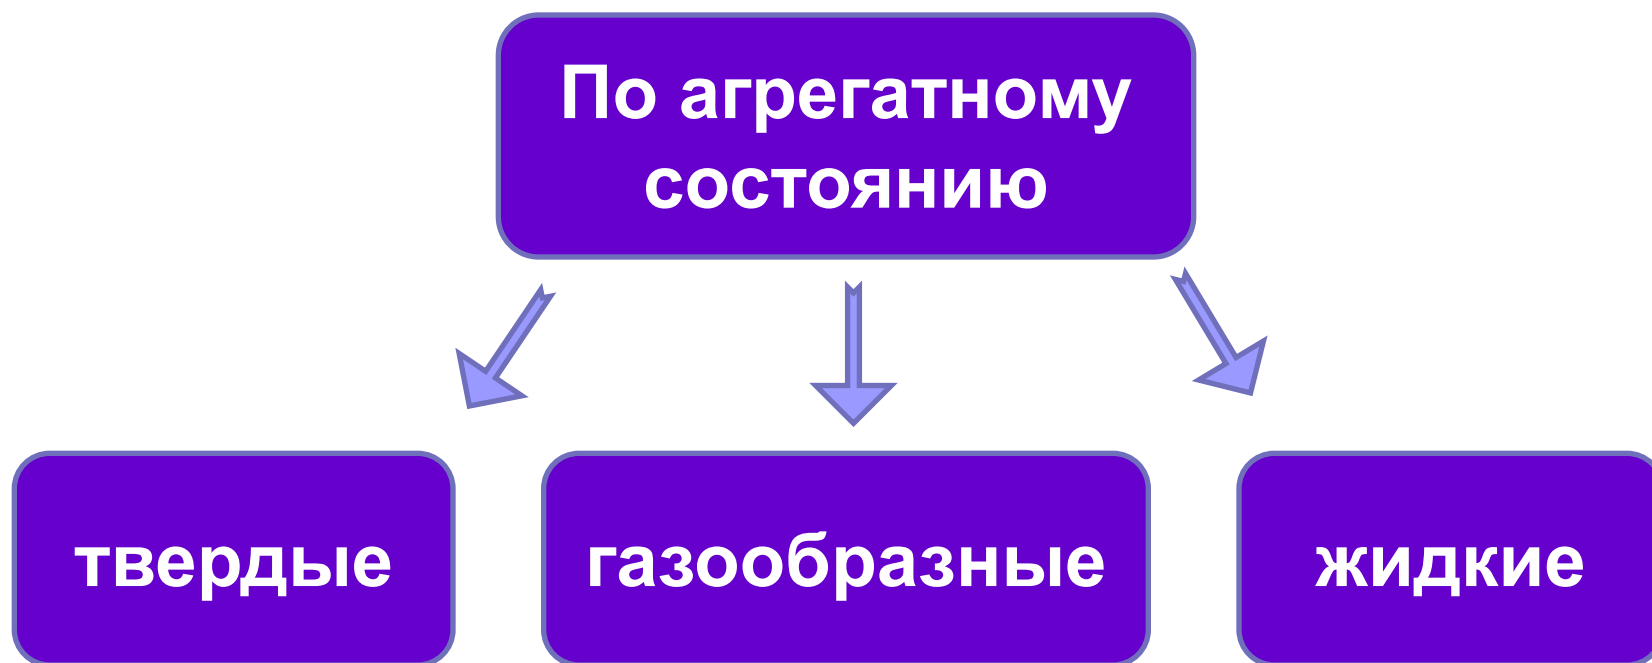 По агрегатному
состоянию
твердые
газообразные
жидкие